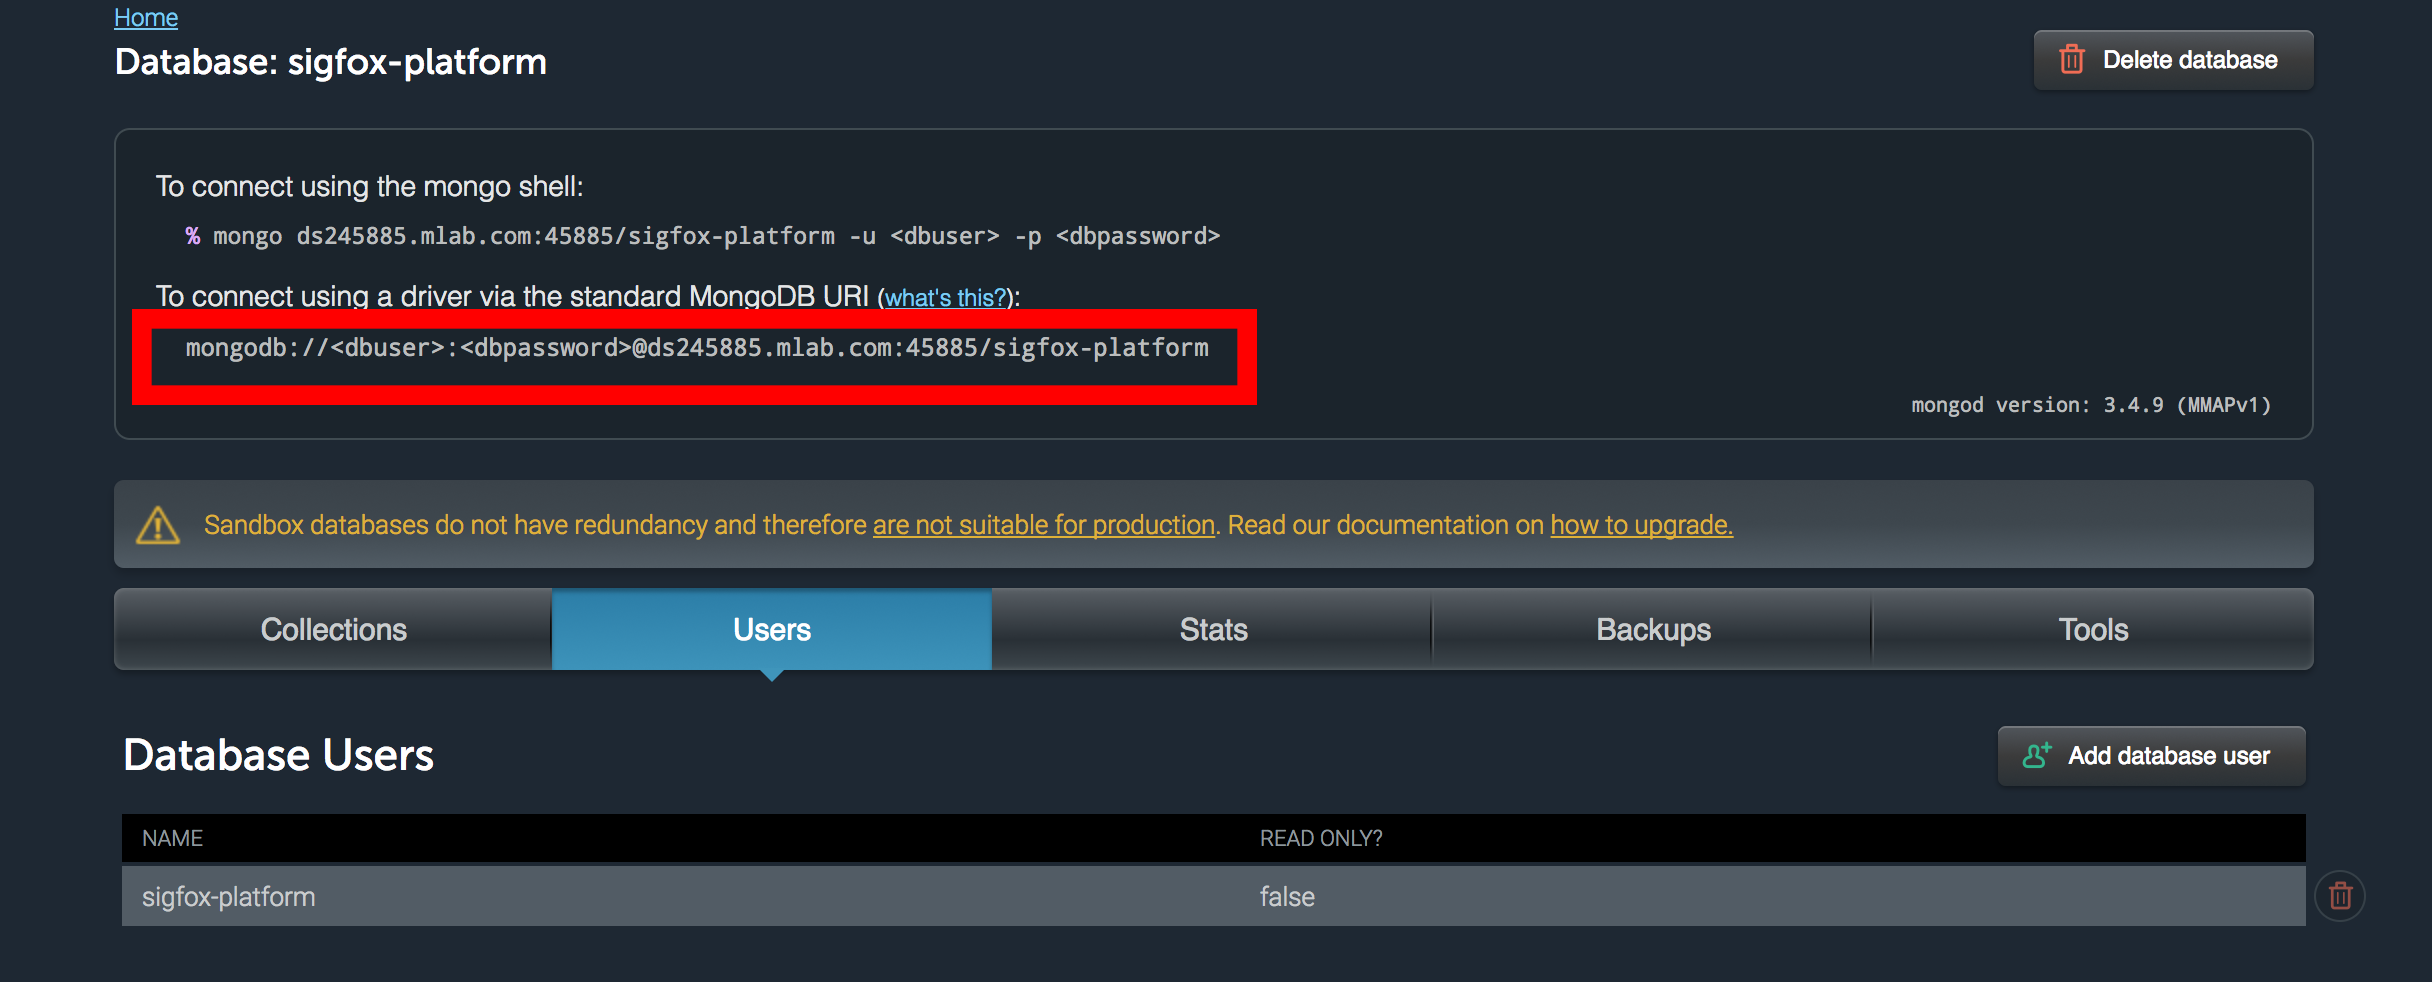 Home
Database: sigfox-platform
Delete database
To connect using the mongo shell:
% mongo ds245885.mlab.com:45885/sigfox-platform -u <dbuser> -p <dbpassword>
To connect using a driver via the standard MongoDB URI (what's this?):
mongodb://<dbuser>:<dbpassword>@ds245885.mlab.com:45885/sigfox-platform
mongod version: 3.4.9 (MMAPv1)
Sandbox databases do not have redundancy and therefore are not suitable for production. Read our documentation on how to upgrade.
Collections Users Stats Backups Tools
Database Users
Add database user
NAME READ ONLY?
sigfox-platform false